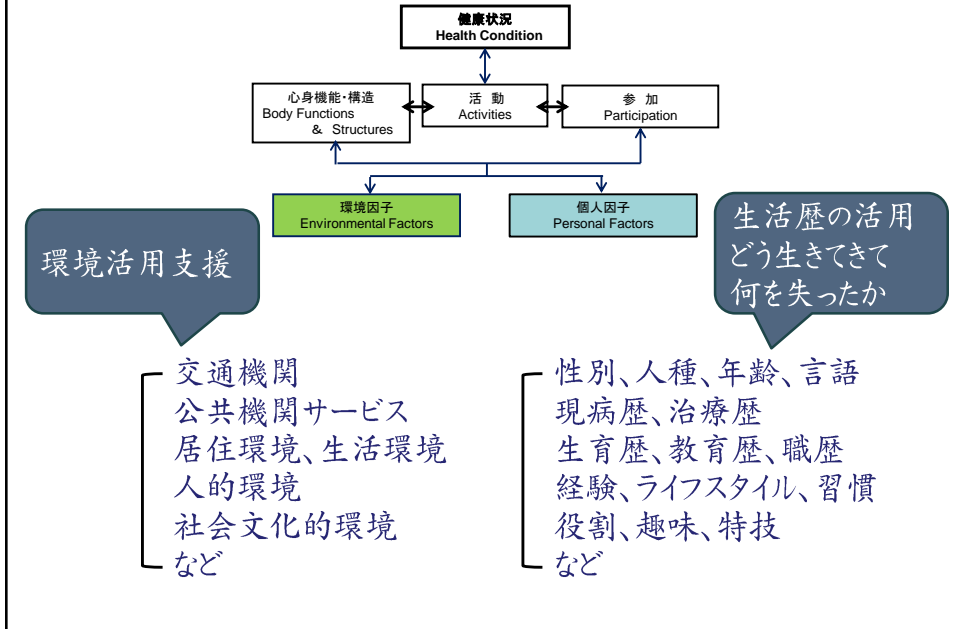 健康状況
Health Condition
心身機能・構造
Body Functions
& Structures
活 動
Activities
参 加
Participation
環境因子
Environmental Factors
個人因子
Personal Factors
環境活用支援
生活歴の活用
どう生きてきて
何を失ったか
交通機関
公共機関サービス
居住環境、生活環境
人的環境
社会文化的環境
など
性別、人種、年齢、言語
現病歴、治療歴
生育歴、教育歴、職歴
経験、ライフスタイル、習慣
役割、趣味、特技
など